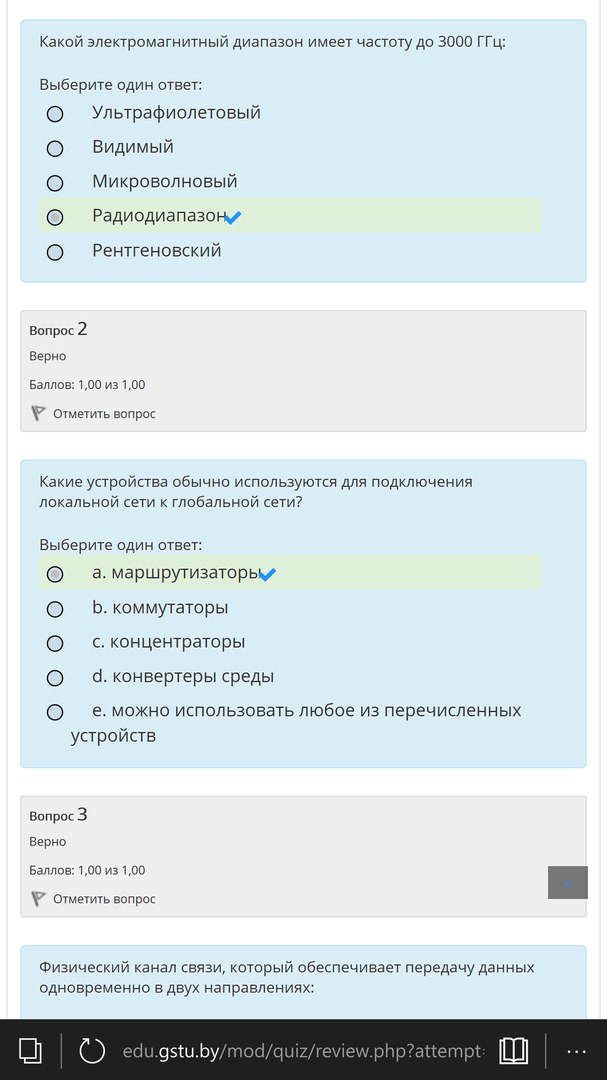 Какой электромагнитный диапазон имеет частоту до 3000 ГГц:
Выберите один ответ:
Ультрафиолетовый
Видимый
Микроволновый
Радиодиапазон
Рентгеновский
Вопрос 2
Верно
Баллов: 1,00 из 1,00
Отметить вопрос
Какие устройства обычно используются для подключения
локальной сети к глобальной сети?
Выберите один ответ:
a. маршрутизаторы
b. коммутаторы
c. концентраторы
d. конвертеры среды
e. можно использовать любое из перечисленных
устройств
Вопрос 3
Верно
Баллов: 1,00 из 1,00
Отметить вопрос
Физический канал связи, который обеспечивает передачу данных
одновременно в двух направлениях:
edu.gstu.by/mod/quiz/review.php?attempt